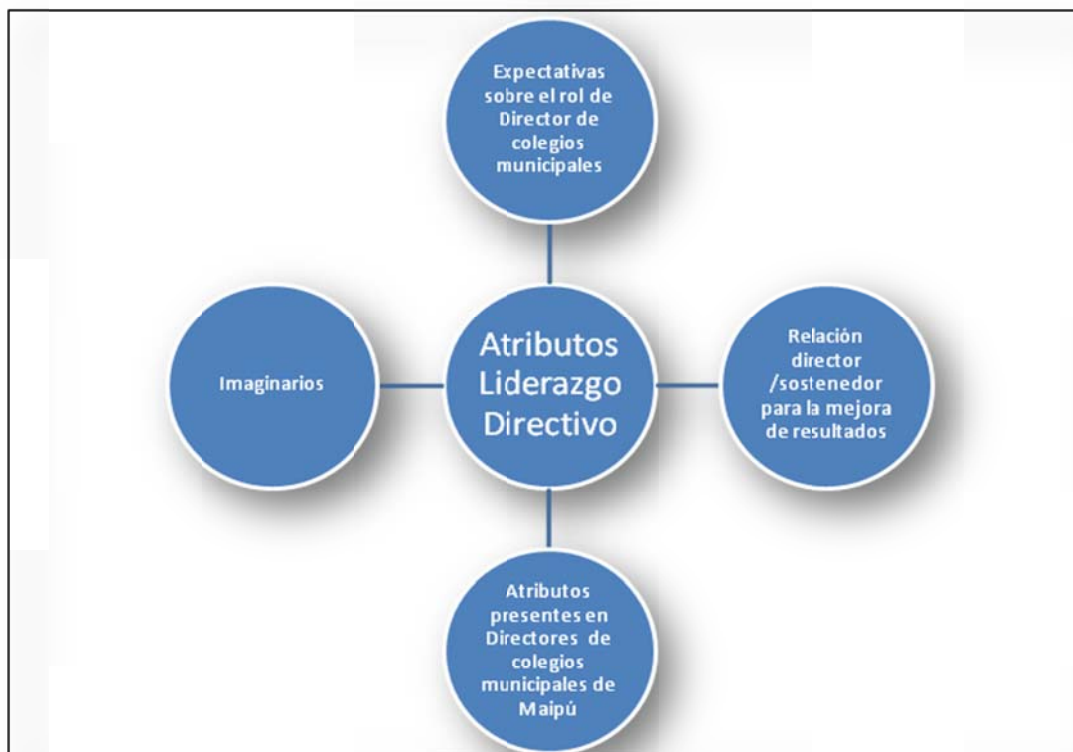 Expectativas
sobre el rol de
Director de
colegios
municipales
Imaginarios
Atributos
Liderazgo
Directivo
Relación
director
/sostenedor
para la mejora
de resultados
Atributos
presentes en
Directores de
colegios
municipales de
Maipú